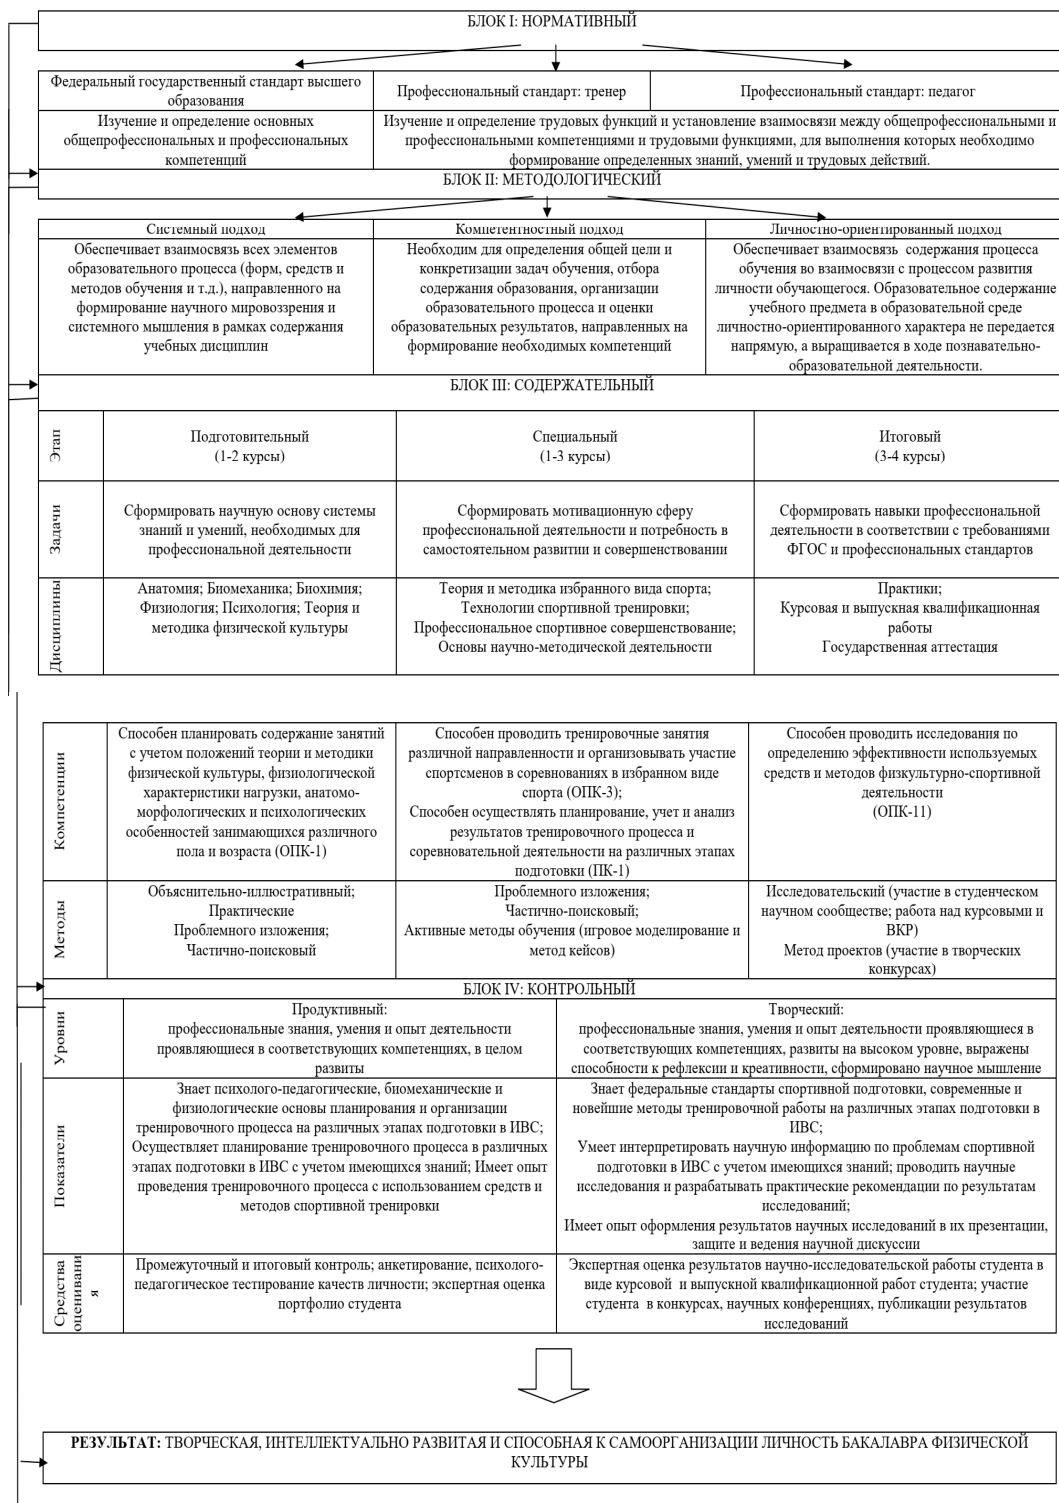 БЛОК I: НОРМАТИВНЫЙ
Федеральный государственный стандарт высшего
образования
Профессиональный стандарт: тренер
Профессиональный стандарт: педагог
Изучение и определение основных
общепрофессиональных и профессиональных
компетенций
Изучение и определение трудовых функций и установление взаимосвязи между общепрофессиональными и
профессиональными компетенциями и трудовыми функциями, для выполнения которых необходимо
формирование определенных знаний, умений и трудовых действий.
БЛОК II: МЕТОДОЛОГИЧЕСКИЙ
Системный подход
Компетентностный подход
Личностно-ориентированный подход
Обеспечивает взаимосвязь всех элементов
образовательного процесса (форм, средств и
методов обучения и т.д.), направленного на
формирование научного мировоззрения и
системного мышления в рамках содержания
учебных дисциплин
Необходим для определения общей цели и
конкретизации задач обучения, отбора
содержания образования, организации
образовательного процесса и оценки
образовательных результатов, направленных на
формирование необходимых компетенций
Обеспечивает взаимосвязь содержания процесса
обучения во взаимосвязи с процессом развития
личности обучающегося. Образовательное содержание
учебного предмета в образовательной среде
личностно-ориентированного характера не передается
напрямую, а выращивается в ходе познавательно-
образовательной деятельности.
БЛОК III: СОДЕРЖАТЕЛЬНЫЙ
Этап
Подготовительный
(1-2 курсы)
Специальный
(1-3 курсы)
Итоговый
(3-4 курсы)
Задачи
Сформировать научную основу системы
знаний и умений, необходимых для
профессиональной деятельности
Сформировать мотивационную сферу
профессиональной деятельности и потребность в
самостоятельном развитии и совершенствовании
Сформировать навыки профессиональной
деятельности в соответствии с требованиями
ФГОС и профессиональных стандартов
Дисциплины
Анатомия; Биомеханика; Биохимия;
Физиология; Психология; Теория и
методика физической культуры
Теория и методика избранного вида спорта;
Технологии спортивной тренировки;
Профессиональное спортивное совершенствование;
Основы научно-методической деятельности
Практики;
Курсовая и выпускная квалификационная
работы
Государственная аттестация
Компетенции
Способен планировать содержание занятий
с учетом положений теории и методики
физической культуры, физиологической
характеристики нагрузки, анатомо-
морфологических и психологических
особенностей занимающихся различного
пола и возраста (ОПК-1)
Способен проводить тренировочные занятия
различной направленности и организовывать участие
спортсменов в соревнованиях в избранном виде
спорта (ОПК-3);
Способен осуществлять планирование, учет и анализ
результатов тренировочного процесса и
соревновательной деятельности на различных этапах
подготовки (ПК-1)
Способен проводить исследования по
определению эффективности используемых
средств и методов физкультурно-спортивной
деятельности
(ОПК-11)
Методы
Объяснительно-иллюстративный;
Практические
Проблемного изложения;
Частично-поисковый
Проблемного изложения;
Частично-поисковый;
Активные методы обучения (игровое моделирование и
метод кейсов)
Исследовательский (участие в студенческом
научном сообществе; работа над курсовыми и
ВКР)
Метод проектов (участие в творческих
конкурсах)
БЛОК IV: КОНТРОЛЬНЫЙ
Уровни
Продуктивный:
профессиональные знания, умения и опыт деятельности
проявляющиеся в соответствующих компетенциях, в целом
развиты
Творческий:
профессиональные знания, умения и опыт деятельности проявляющиеся в
соответствующих компетенциях, развиты на высоком уровне, выражены
способности к рефлексии и креативности, сформировано научное мышление
Показатели
Знает психолого-педагогические, биомеханические и
физиологические основы планирования и организации
тренировочного процесса на различных этапах подготовки в ИВС;
Осуществляет планирование тренировочного процесса в различных
этапах подготовки в ИВС с учетом имеющихся знаний; Имеет опыт
проведения тренировочного процесса с использованием средств и
методов спортивной тренировки
Знает федеральные стандарты спортивной подготовки, современные и
новейшие методы тренировочной работы на различных этапах подготовки в
ИВС;
Умеет интерпретировать научную информацию по проблемам спортивной
подготовки в ИВС с учетом имеющихся знаний; проводить научные
исследования и разрабатывать практические рекомендации по результатам
исследований;
Имеет опыт оформления результатов научных исследований в их презентации,
защите и ведения научной дискуссии
Средства
оценивани
я
Промежуточный и итоговый контроль; анкетирование, психолого-
педагогическое тестирование качеств личности; экспертная оценка
портфолио студента
Экспертная оценка результатов научно-исследовательской работы студента в
виде курсовой и выпускной квалификационной работ студента; участие
студента в конкурсах, научных конференциях, публикации результатов
исследований
РЕЗУЛЬТАТ: ТВОРЧЕСКАЯ, ИНТЕЛЛЕКТУАЛЬНО РАЗВИТАЯ И СПОСОБНАЯ К САМООРГАНИЗАЦИИ ЛИЧНОСТЬ БАКАЛАВРА ФИЗИЧЕСКОЙ
КУЛЬТУРЫ